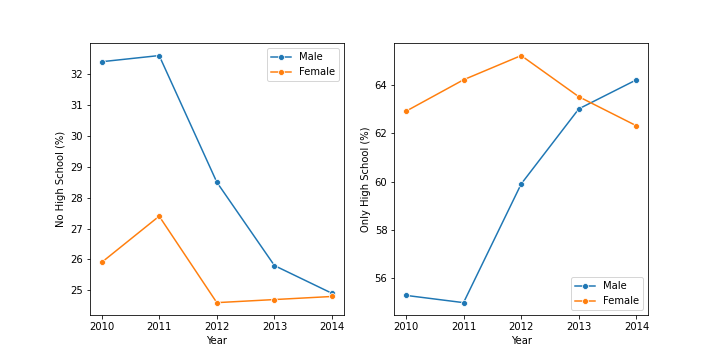 No High School (%)
32
31
30
29
28
27
26
25
2010 2011 2012 2013 2014
Year
Male
Female
Only High School (%)
64
62
60
58
56
2010 2011 2012 2013 2014
Year
Male
Female